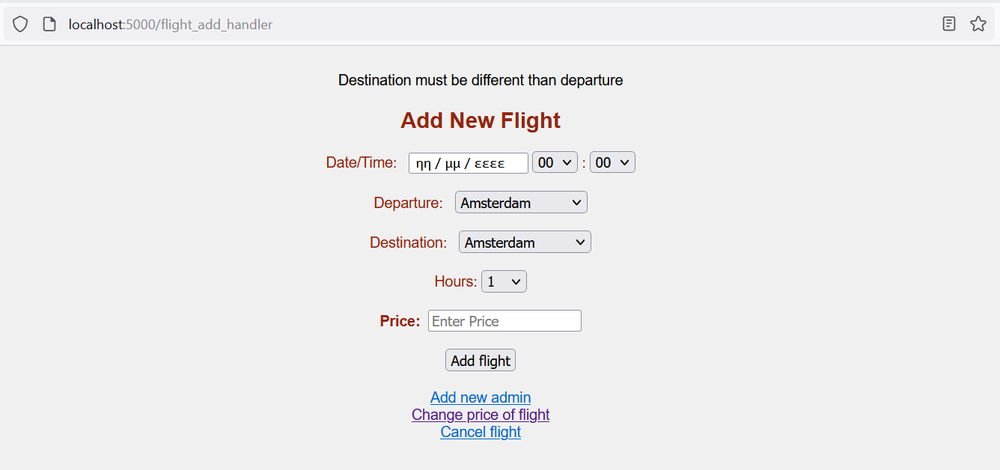 localhost:5000/flight_add_handler
Destination must be different than departure
Add New Flight
Date/Time: ηη / μμ / εεεε 00 : 00
Departure: Amsterdam
Destination: Amsterdam
Hours: 1
Price: Enter Price
Add flight
Add new admin
Change price of flight
Cancel flight